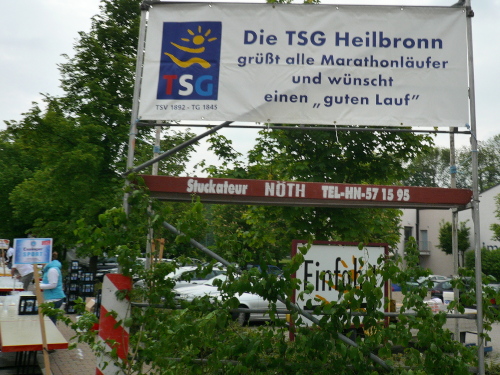 TSG
TSV 1892 - TG 1845
Die TSG Heilbronn
grüßt alle Marathonläufer
und wünscht
einen „guten Lauf"
Stuckateur NÖTH TEL-HN-57 15 95